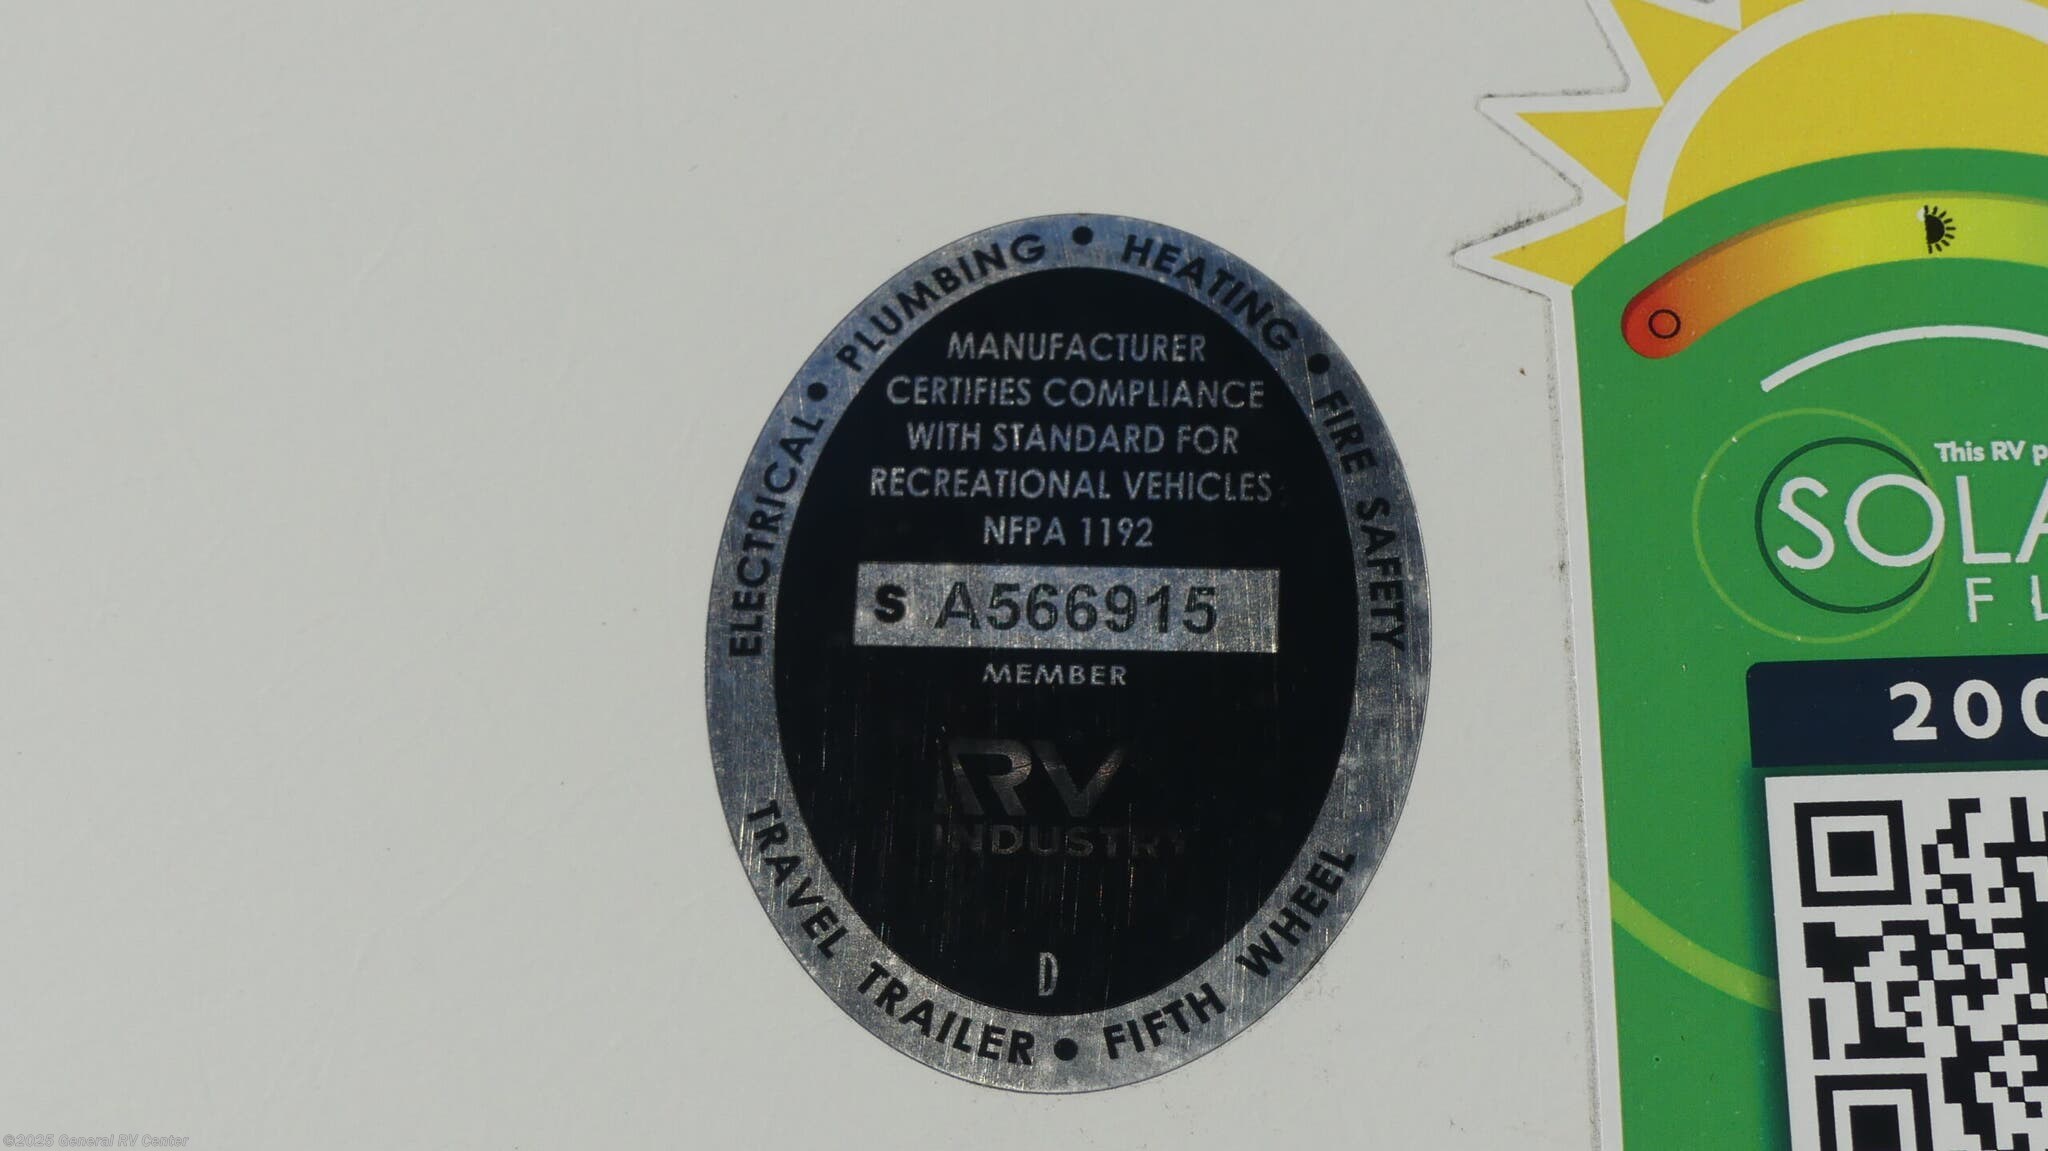 ELECTRICAL • PLUMBING • HEATING • FIRE SAFETY
MANUFACTURER
CERTIFIES COMPLIANCE
WITH STANDARD FOR
RECREATIONAL VEHICLES
NFPA 1192
S A566915
MEMBER
RV
INDUSTRY
D
TRAVEL TRAILER • FIFTH WHEEL
This RV p
SOLA
FL
200
©2025 General RV Center